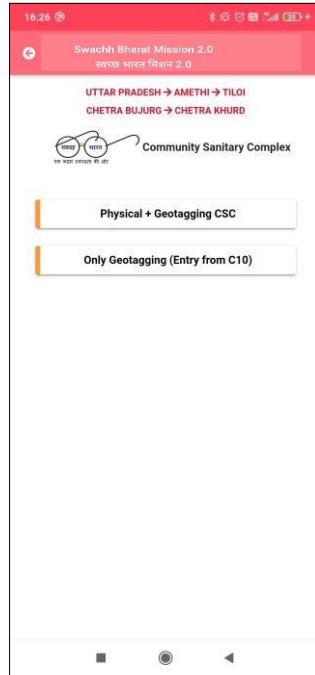 16:26
Swachh Bharat Mission 2.0
स्वच्छ भारत मिशन 2.0
UTTAR PRADESH → AMETHI → TILOI
CHETRA BUJURG → CHETRA KHURD
स्वच्छ भारत
एक कदम स्वच्छता की ओर
Community Sanitary Complex
Physical + Geotagging CSC
Only Geotagging (Entry from C10)